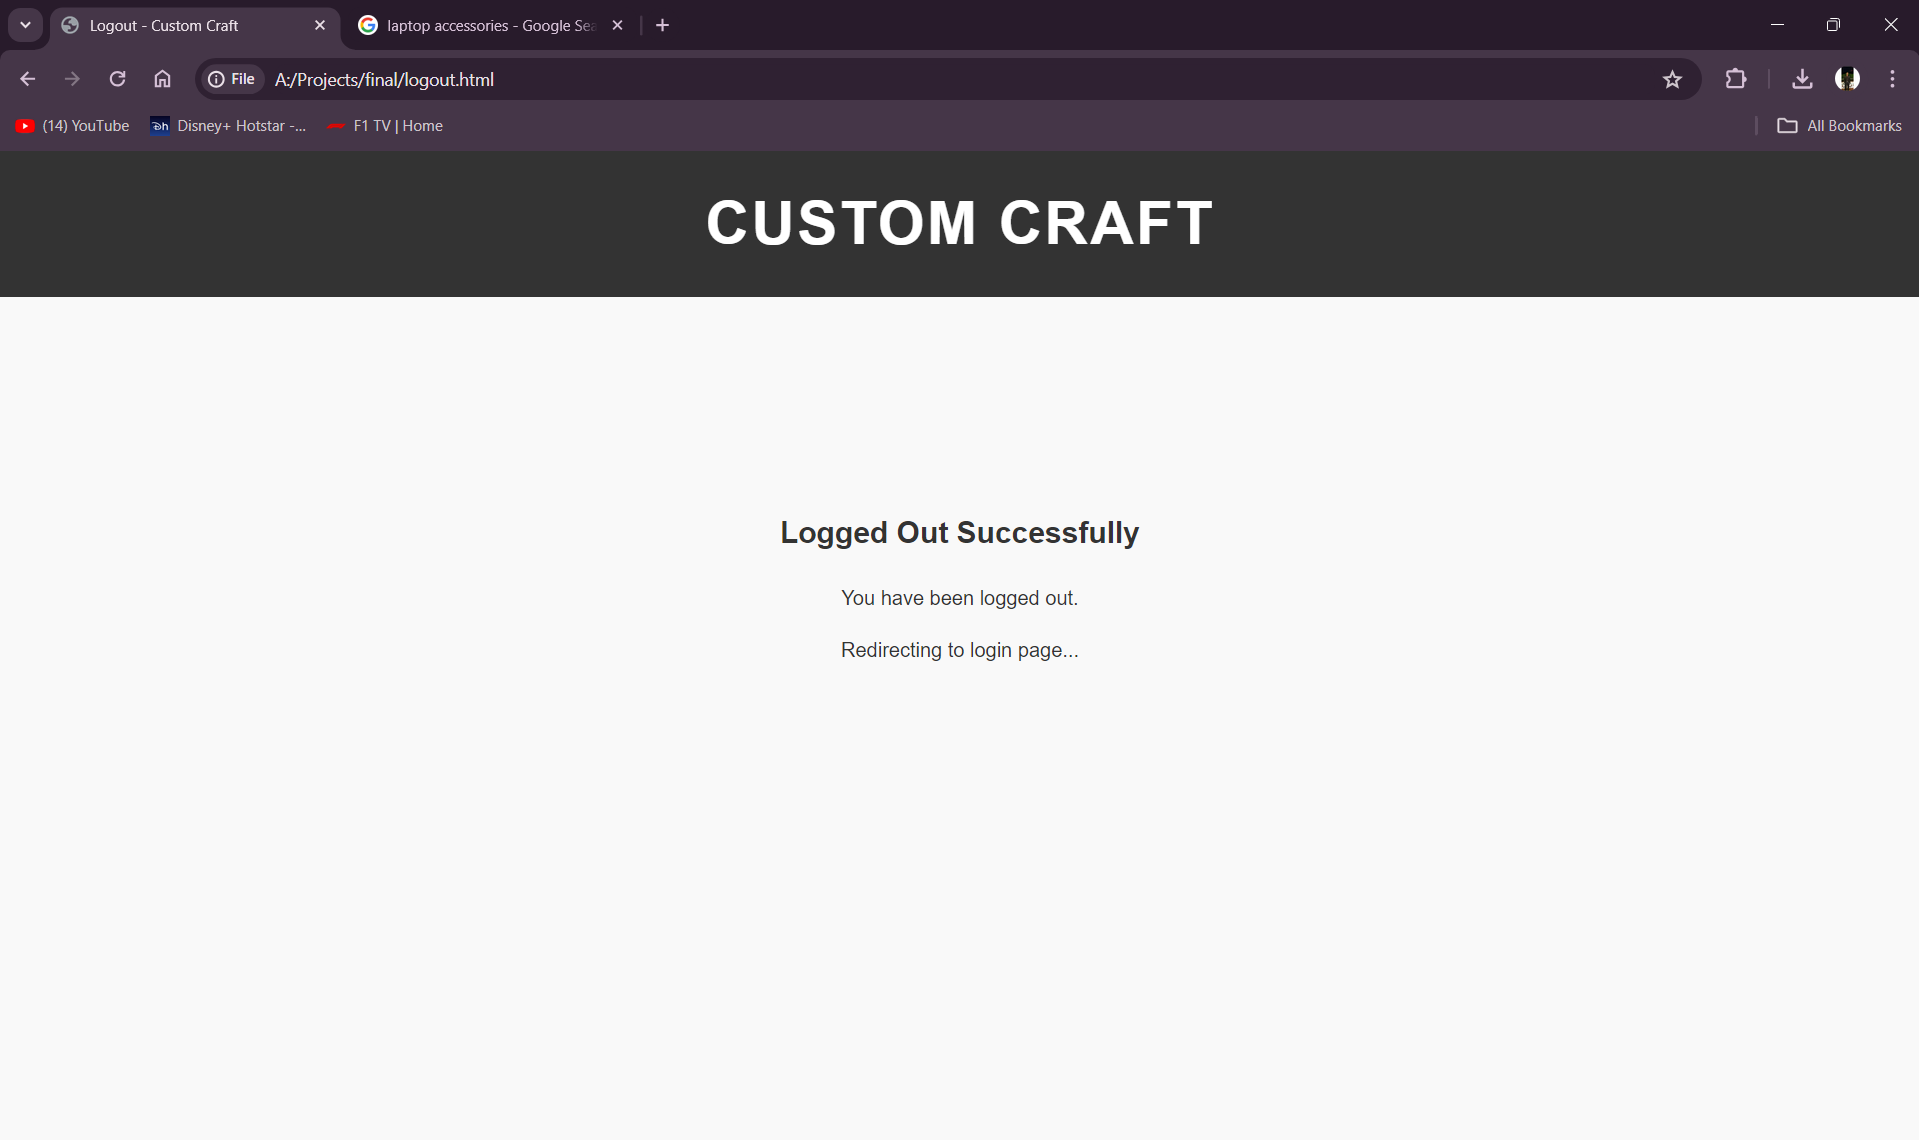 Logout - Custom Craft
laptop accessories - Google Sea
File
A:/Projects/final/logout.html
(14) YouTube
Disney+ Hotstar -...
F1 TV | Home
All Bookmarks
CUSTOM CRAFT
Logged Out Successfully
You have been logged out.
Redirecting to login page...